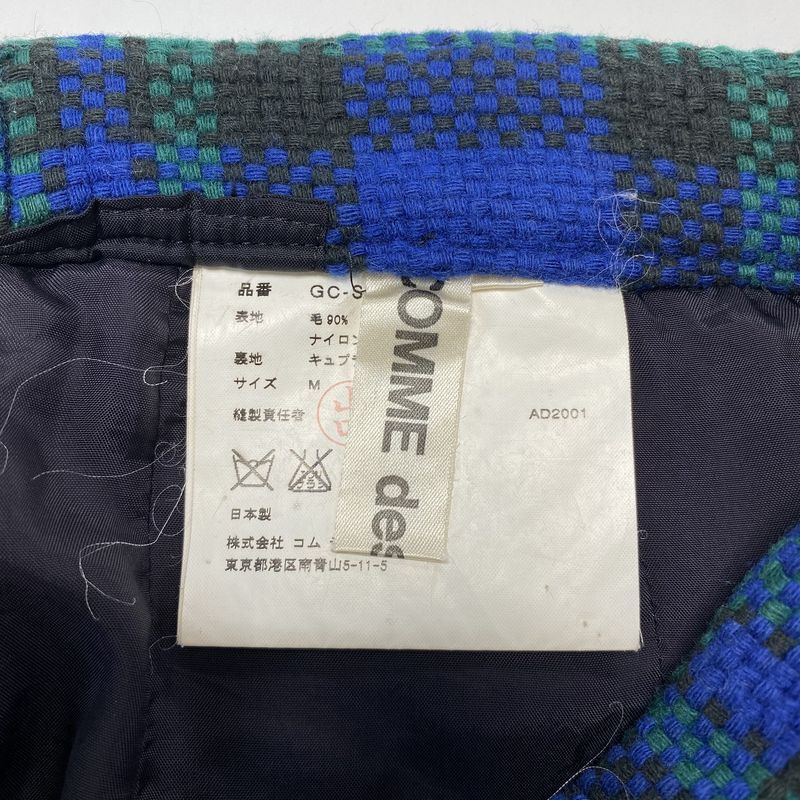 品番 GC-S
表地 毛 90%
ナイロン
裏地 キュプラ
サイズ M
縫製責任者
AD2001
日本製
株式会社 コム
東京都港区南青山5-11-5
COMME des